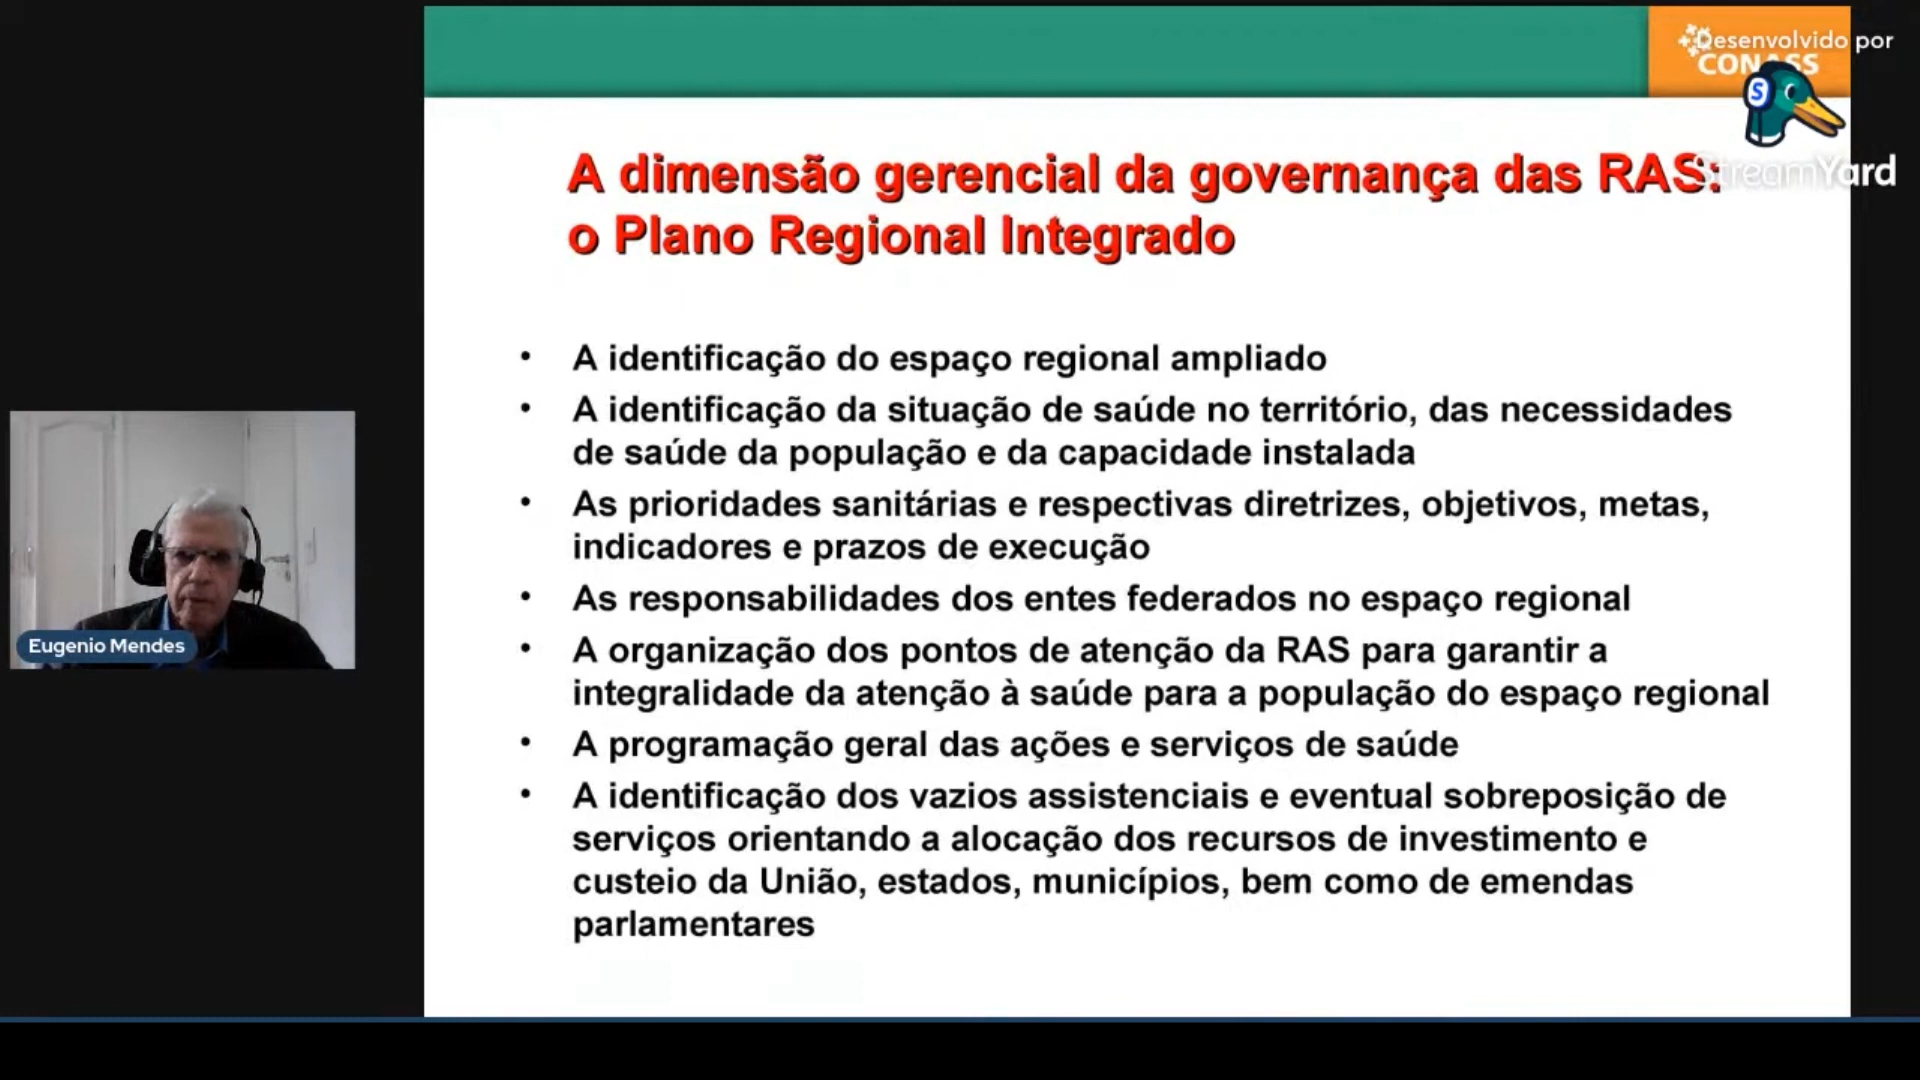 Desenvolvido por
CONASS
StreamYard
A dimensão gerencial da governança das RAS:
o Plano Regional Integrado
• A identificação do espaço regional ampliado
• A identificação da situação de saúde no território, das necessidades
de saúde da população e da capacidade instalada
• As prioridades sanitárias e respectivas diretrizes, objetivos, metas,
indicadores e prazos de execução
• As responsabilidades dos entes federados no espaço regional
• A organização dos pontos de atenção da RAS para garantir a
integralidade da atenção à saúde para a população do espaço regional
• A programação geral das ações e serviços de saúde
• A identificação dos vazios assistenciais e eventual sobreposição de
serviços orientando a alocação dos recursos de investimento e
custeio da União, estados, municípios, bem como de emendas
parlamentares
Eugenio Mendes